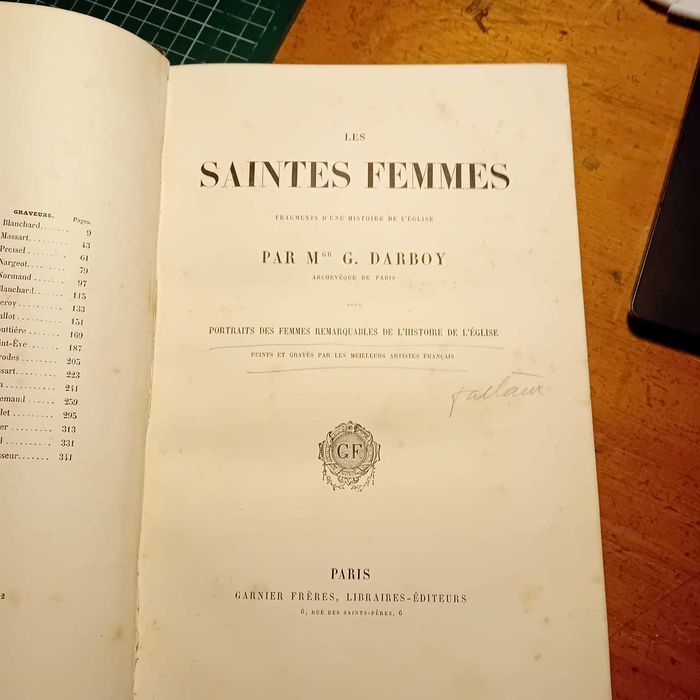 GRAVEURS. Pages.
Blanchard...... 9
Massart........ 43
Preisel........ 61
Nargeot........ 79
Normand........ 97
Blanchard...... 115
133
151
169
187
205
223
241
259
295
313
331
341
2
LES
SAINTES FEMMES
FRAGMENTS D'UNE HISTOIRE DE L'ÉGLISE
PAR MGR G. DARBOY
ARCHEVÊQUE DE PARIS
AVEC
PORTRAITS DES FEMMES REMARQUABLES DE L'HISTOIRE DE L'ÉGLISE
PEINTS ET GRAVÉS PAR LES MEILLEURS ARTISTES FRANÇAIS
GF
PARIS
GARNIER FRÈRES, LIBRAIRES-ÉDITEURS
6, RUE DES SAINTS-PÈRES, 6